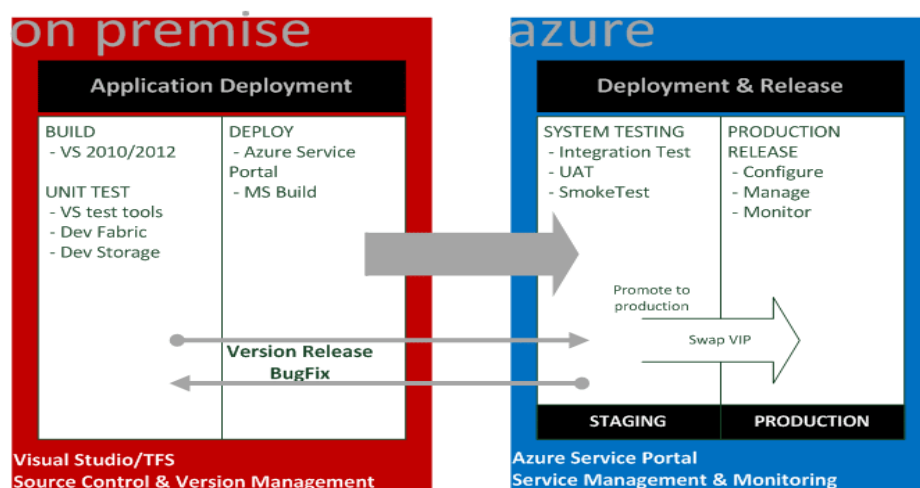 on premise
Application Deployment
BUILD
- VS 2010/2012
UNIT TEST
- VS test tools
- Dev Fabric
- Dev Storage
DEPLOY
- Azure Service
Portal
- MS Build
Version Release
BugFix
Visual Studio/TFS
Source Control & Version Management
azure
Deployment & Release
SYSTEM TESTING
- Integration Test
- UAT
- SmokeTest
PRODUCTION
RELEASE
- Configure
- Manage
- Monitor
Promote to
production
Swap VIP
STAGING
PRODUCTION
Azure Service Portal
Service Management & Monitoring